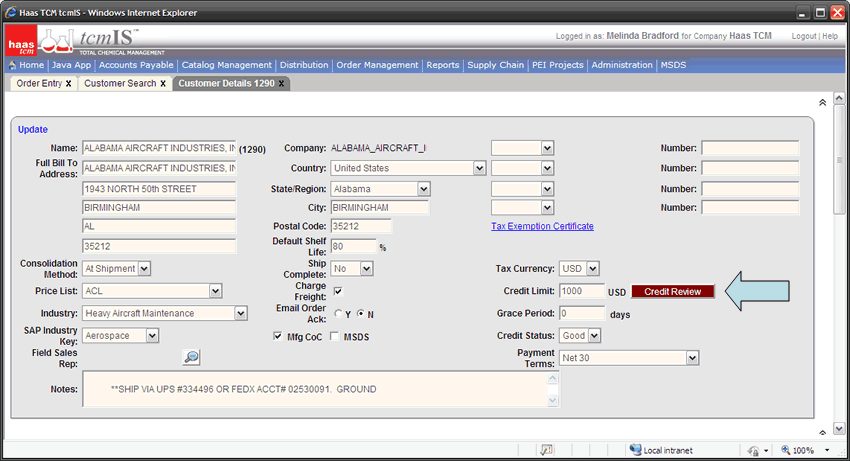 Haas TCM tcmIS - Windows Internet Explorer
haas tcm
tcmIS™
TOTAL CHEMICAL MANAGEMENT
Logged in as: Melinda Bradford for Company Haas TCM Logout | Help
Home | Java App | Accounts Payable | Catalog Management | Distribution | Order Management | Reports | Supply Chain | PEI Projects | Administration | MSDS
Order Entry x Customer Search x Customer Details 1290 x
Update
Name: ALABAMA AIRCRAFT INDUSTRIES, IN (1290) Company: ALABAMA_AIRCRAFT_I Number:
Full Bill To Address: ALABAMA AIRCRAFT INDUSTRIES, IN Country: United States Number:
1943 NORTH 50th STREET State/Region: Alabama Number:
BIRMINGHAM City: BIRMINGHAM Number:
AL Postal Code: 35212 Tax Exemption Certificate
35212 Default Shelf Life: 80 %
Consolidation Method: At Shipment Ship Complete: No Tax Currency: USD
Price List: ACL Charge Freight: Credit Limit: 1000 USD Credit Review
Industry: Heavy Aircraft Maintenance Email Order Ack: Y N Grace Period: 0 days
SAP Industry Key: Aerospace Mfg CoC MSDS Credit Status: Good
Field Sales Rep: Payment Terms: Net 30
Notes: **SHIP VIA UPS #334496 OR FEDX ACCT# 02530091. GROUND
Local intranet 100%